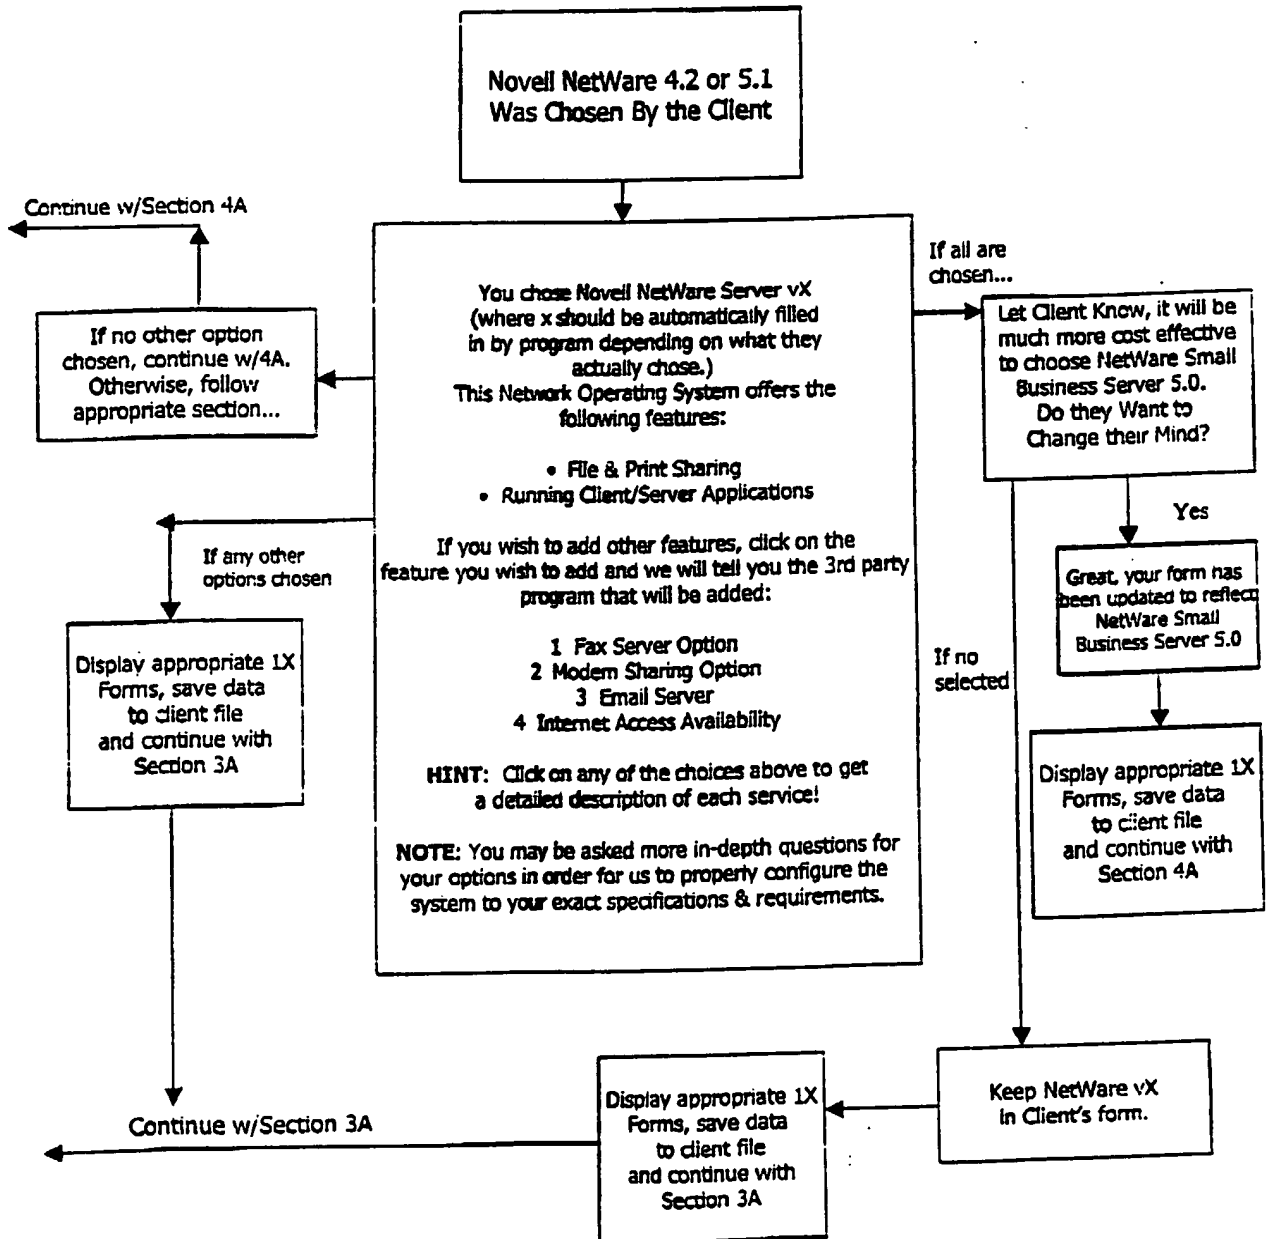 Novell NetWare 4.2 or 5.1
Was Chosen By the Client
Continue w/Section 4A
If no other option
chosen, continue w/4A.
Otherwise, follow
appropriate section...
You chose Novell NetWare Server vX
(where x should be automatically filled
in by program depending on what they
actually chose.)
This Network Operating System offers the
following features:
• File & Print Sharing
• Running Client/Server Applications
If you wish to add other features, click on the
feature you wish to add and we will tell you the 3rd party
program that will be added:
1 Fax Server Option
2 Modem Sharing Option
3 Email Server
4 Internet Access Availability
HINT: Click on any of the choices above to get
a detailed description of each service!
NOTE: You may be asked more in-depth questions for
your options in order for us to properly configure the
system to your exact specifications & requirements.
If all are
chosen...
Let Client Know, it will be
much more cost effective
to choose NetWare Small
Business Server 5.0.
Do they Want to
Change their Mind?
Yes
Great, your form has
been updated to reflect
NetWare Small
Business Server 5.0
If no
selected
Display appropriate 1X
Forms, save data
to client file
and continue with
Section 4A
If any other
options chosen
Display appropriate 1X
Forms, save data
to client file
and continue with
Section 3A
Keep NetWare vX
in Client's form.
Display appropriate 1X
Forms, save data
to client file
and continue with
Section 3A
Continue w/Section 3A